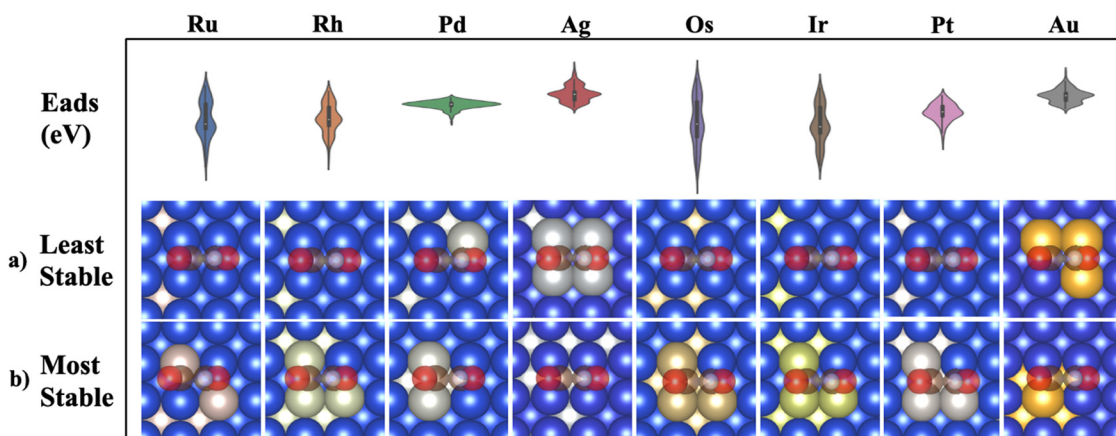 Ru Rh Pd Ag Os Ir Pt Au
Eads
(eV)
a) Least
Stable
b) Most
Stable